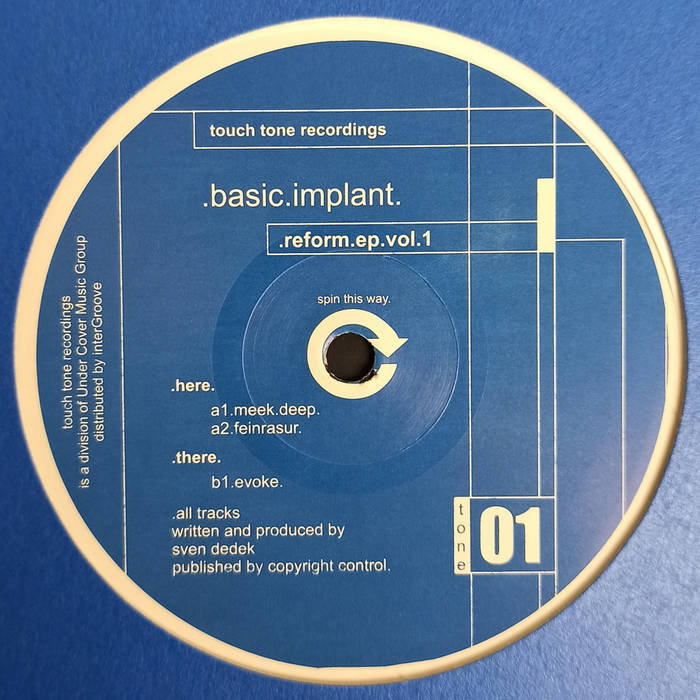 touch tone recordings
.basic.implant.
.reform.ep.vol.1
spin this way.
.here.
a1.meek.deep.
a2.feinrasur.
.there.
b1.evoke.
.all tracks
written and produced by
sven dedek
published by copyright control.
tone
01
touch tone recordings
is a division of Under Cover Music Group
distributed by interGroove